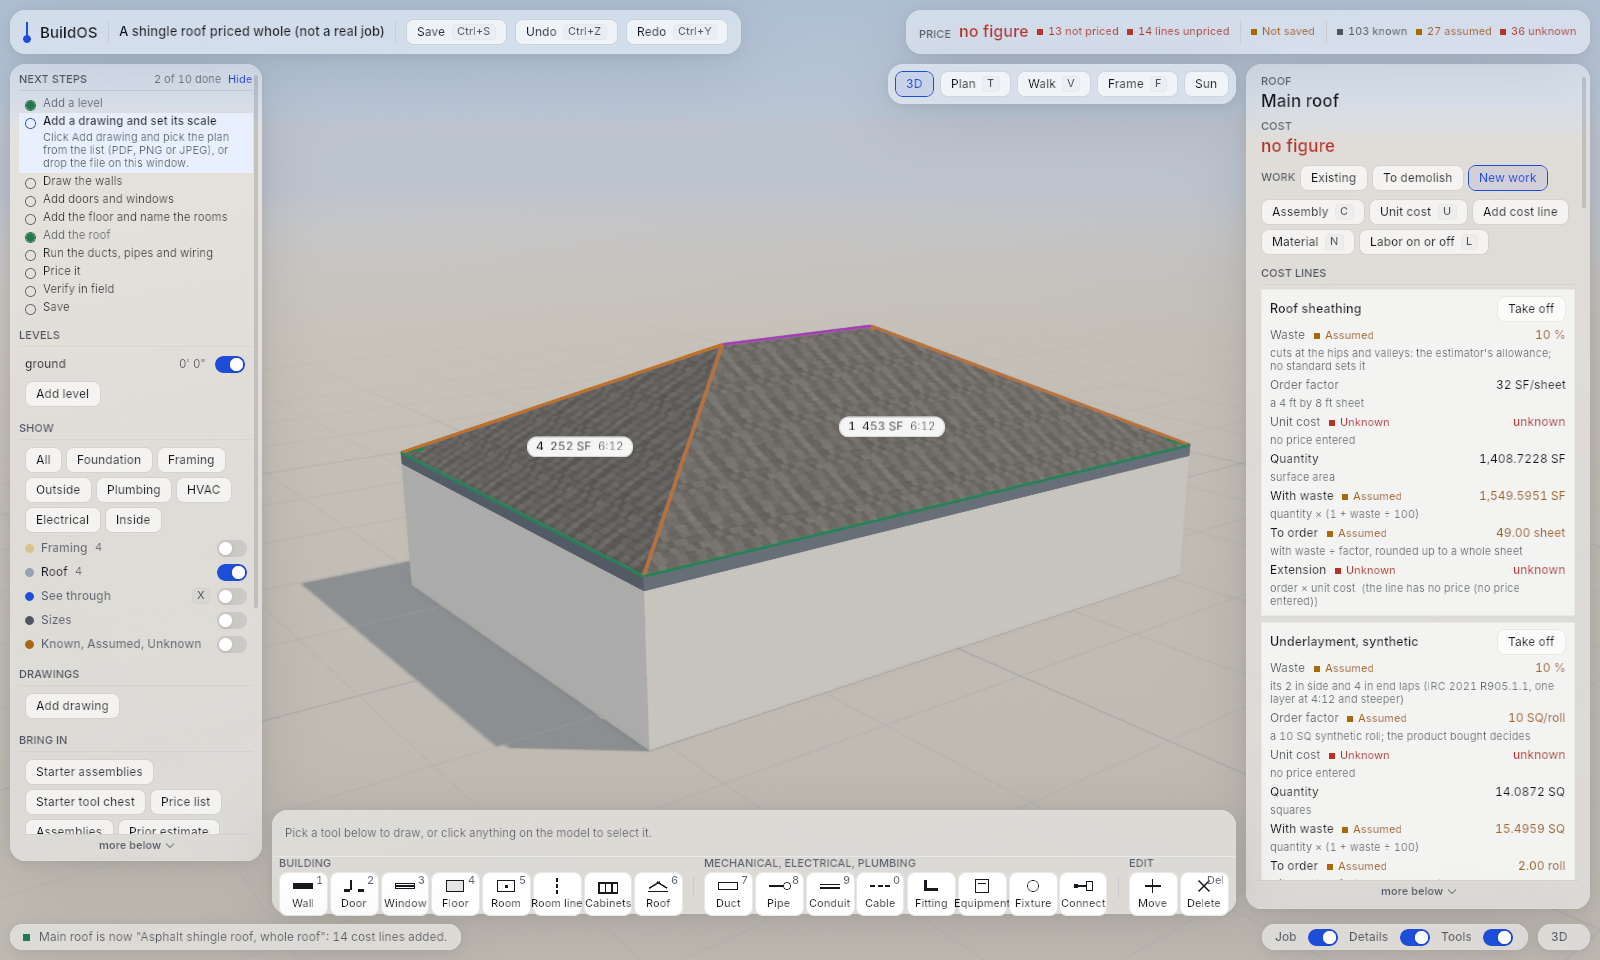 BuildOS
A shingle roof priced whole (not a real job)
Save Ctrl+S
Undo Ctrl+Z
Redo Ctrl+Y
PRICE no figure 13 not priced 14 lines unpriced Not saved 103 known 27 assumed 36 unknown
NEXT STEPS 2 of 10 done Hide
Add a level
Add a drawing and set its scale
Click Add drawing and pick the plan
from the list (PDF, PNG or JPEG), or
drop the file on this window.
Draw the walls
Add doors and windows
Add the floor and name the rooms
Add the roof
Run the ducts, pipes and wiring
Price it
Verify in field
Save
LEVELS
ground 0' 0"
Add level
SHOW
All Foundation Framing
Outside Plumbing HVAC
Electrical Inside
Framing 4
Roof 4
See through X
Sizes
Known, Assumed, Unknown
DRAWINGS
Add drawing
BRING IN
Starter assemblies
Starter tool chest Price list
Assemblies Prior estimate
more below
3D Plan T Walk V Frame F Sun
4 252 SF 6:12
1 453 SF 6:12
ROOF
Main roof
COST
no figure
WORK Existing To demolish New work
Assembly C Unit cost U Add cost line
Material N Labor on or off L
COST LINES
Roof sheathing Take off
Waste Assumed 10 %
cuts at the hips and valleys: the estimator's allowance;
no standard sets it
Order factor 32 SF/sheet
a 4 ft by 8 ft sheet
Unit cost Unknown unknown
no price entered
Quantity 1,408.7228 SF
surface area
With waste Assumed 1,549.5951 SF
quantity × (1 + waste ÷ 100)
To order Assumed 49.00 sheet
with waste ÷ factor, rounded up to a whole sheet
Extension Unknown unknown
order × unit cost (the line has no price (no price
entered))
Underlayment, synthetic Take off
Waste Assumed 10 %
its 2 in side and 4 in end laps (IRC 2021 R905.1.1, one
layer at 4:12 and steeper)
Order factor Assumed 10 SQ/roll
a 10 SQ synthetic roll; the product bought decides
Unit cost Unknown unknown
no price entered
Quantity 14.0872 SQ
squares
With waste Assumed 15.4959 SQ
quantity × (1 + waste ÷ 100)
To order Assumed 2.00 roll
more below
Pick a tool below to draw, or click anything on the model to select it.
BUILDING MECHANICAL, ELECTRICAL, PLUMBING EDIT
1 2 3 4 5 6 7 8 9 0 Del
Wall Door Window Floor Room Room line Cabinets Roof Duct Pipe Conduit Cable Fitting Equipment Fixture Connect Move Delete
Main roof is now "Asphalt shingle roof, whole roof": 14 cost lines added.
Job Details Tools 3D